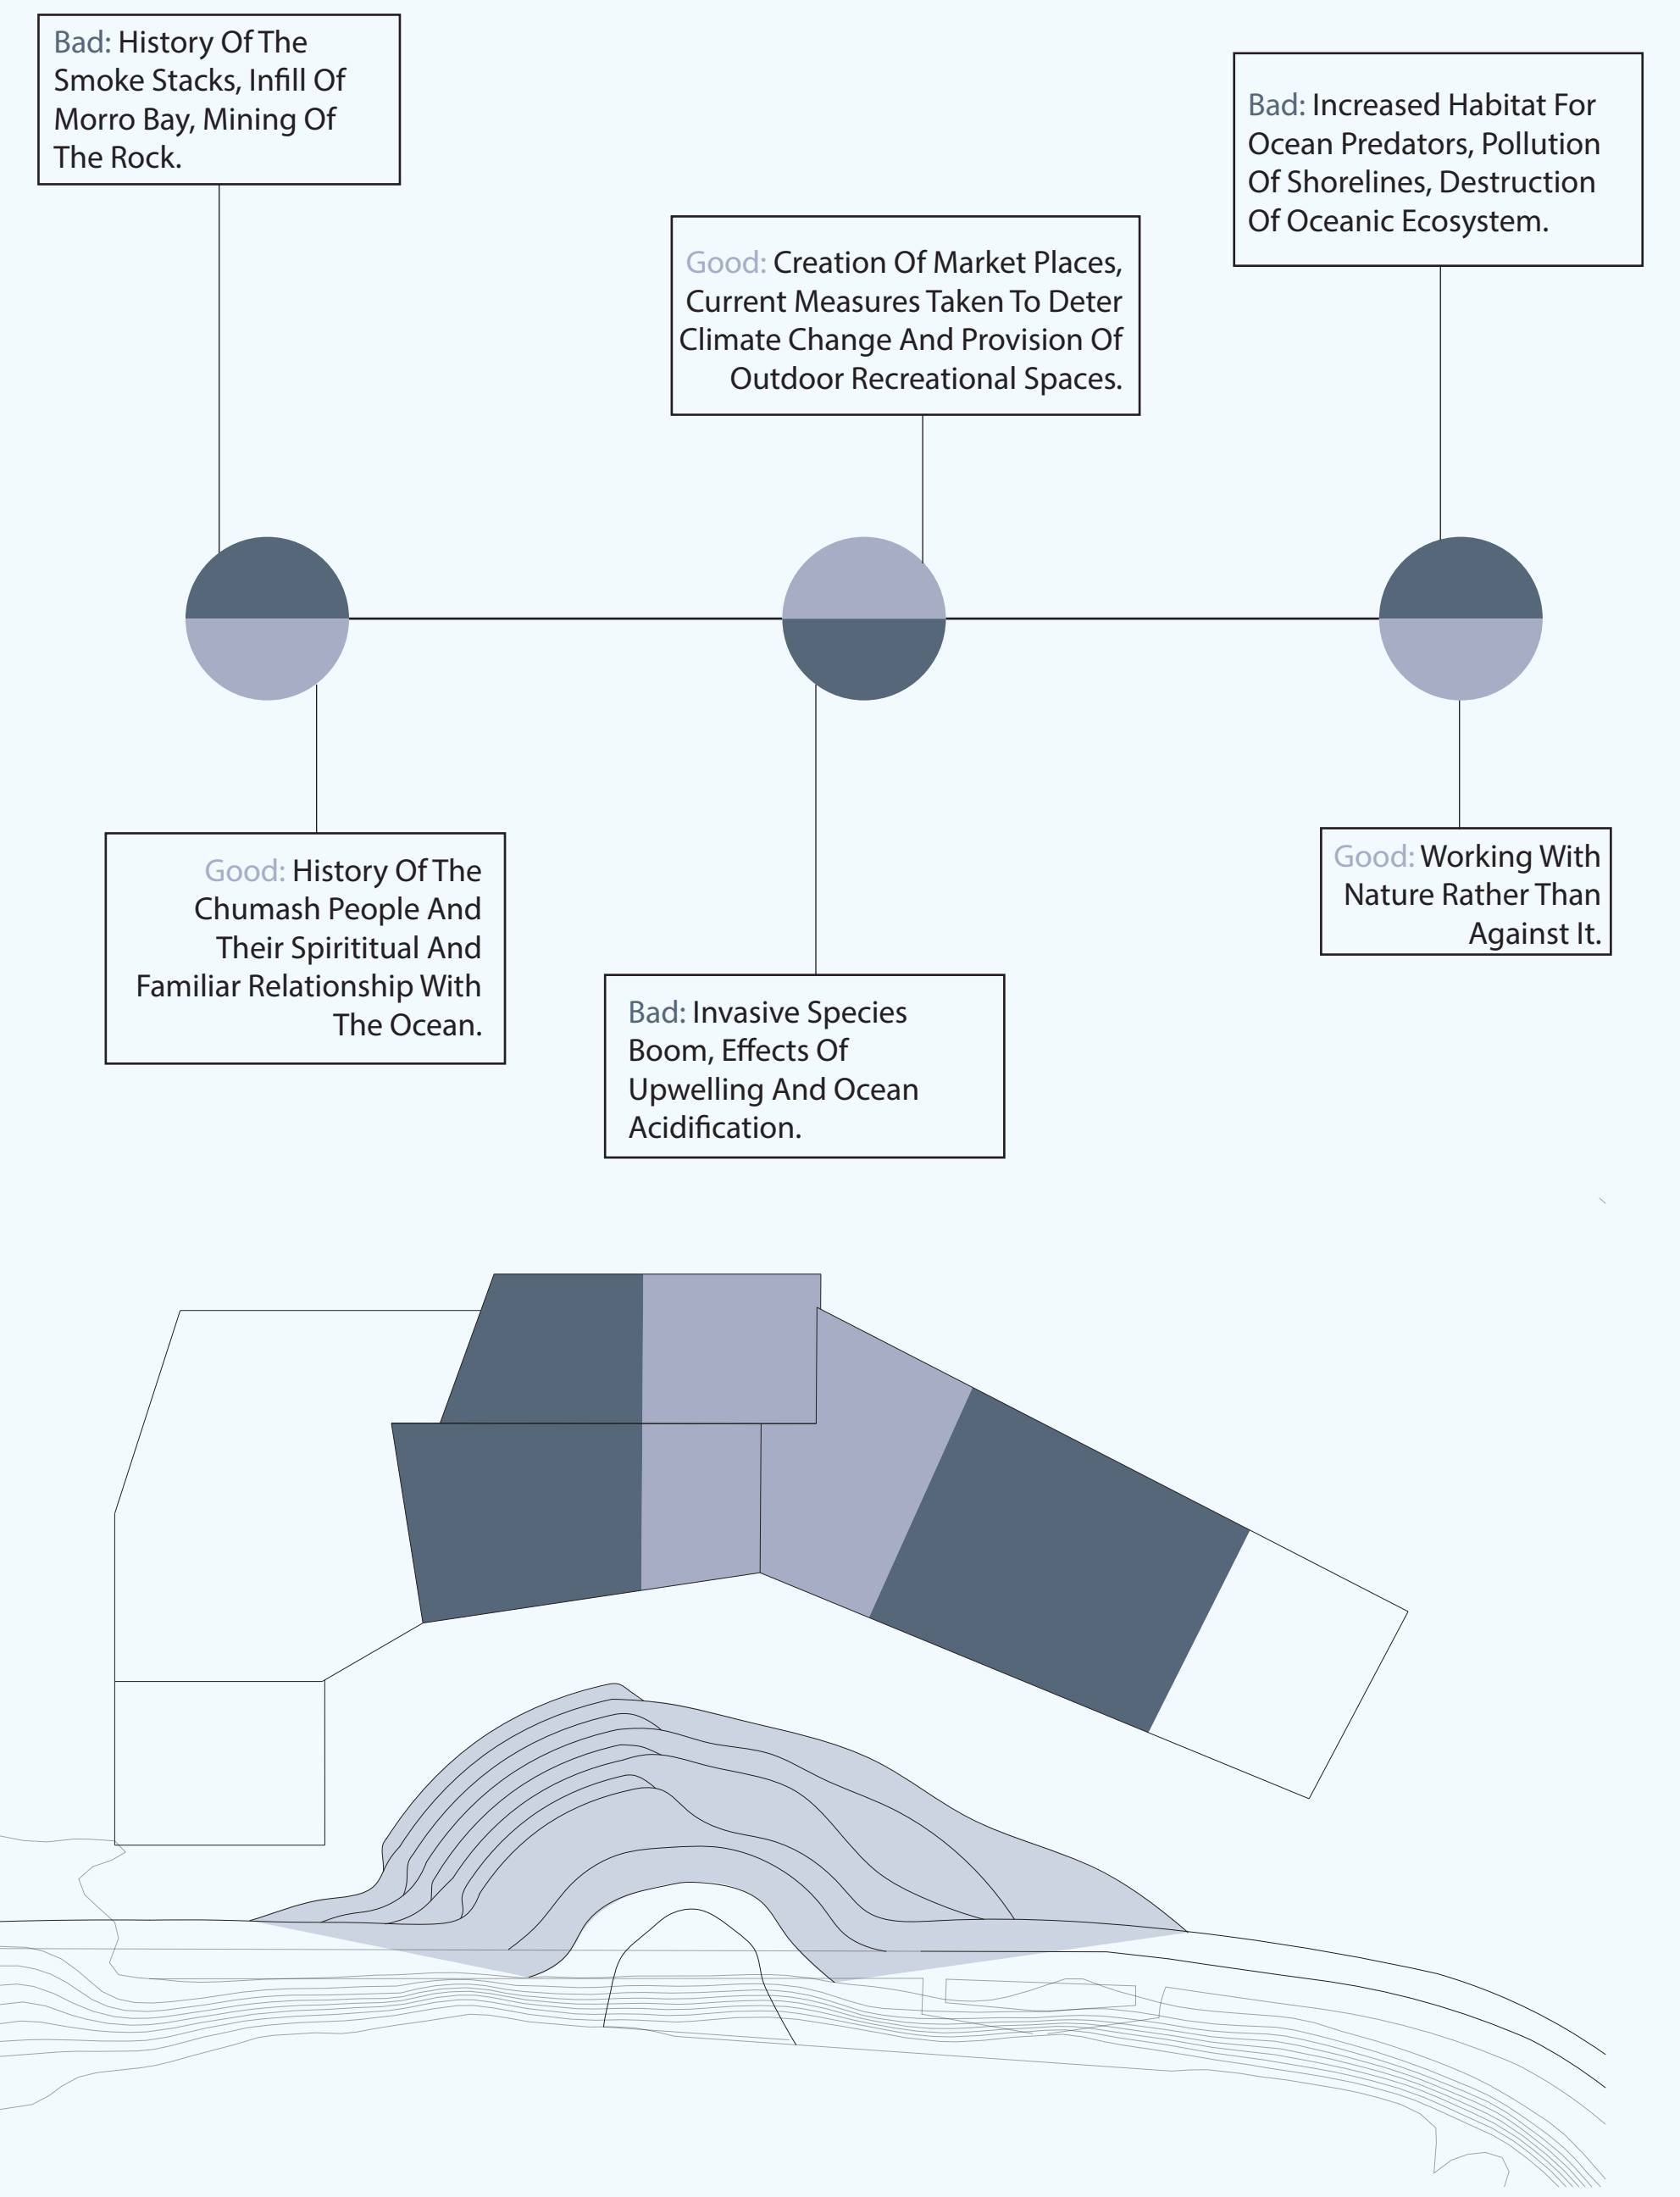 Bad: History Of The
Smoke Stacks, Infill Of
Morro Bay, Mining Of
The Rock.
Bad: Increased Habitat For
Ocean Predators, Pollution
Of Shorelines, Destruction
Of Oceanic Ecosystem.
Good: Creation Of Market Places,
Current Measures Taken To Deter
Climate Change And Provision Of
Outdoor Recreational Spaces.
Good: History Of The
Chumash People And
Their Spirititual And
Familiar Relationship With
The Ocean.
Good: Working With
Nature Rather Than
Against It.
Bad: Invasive Species
Boom, Effects Of
Upwelling And Ocean
Acidification.